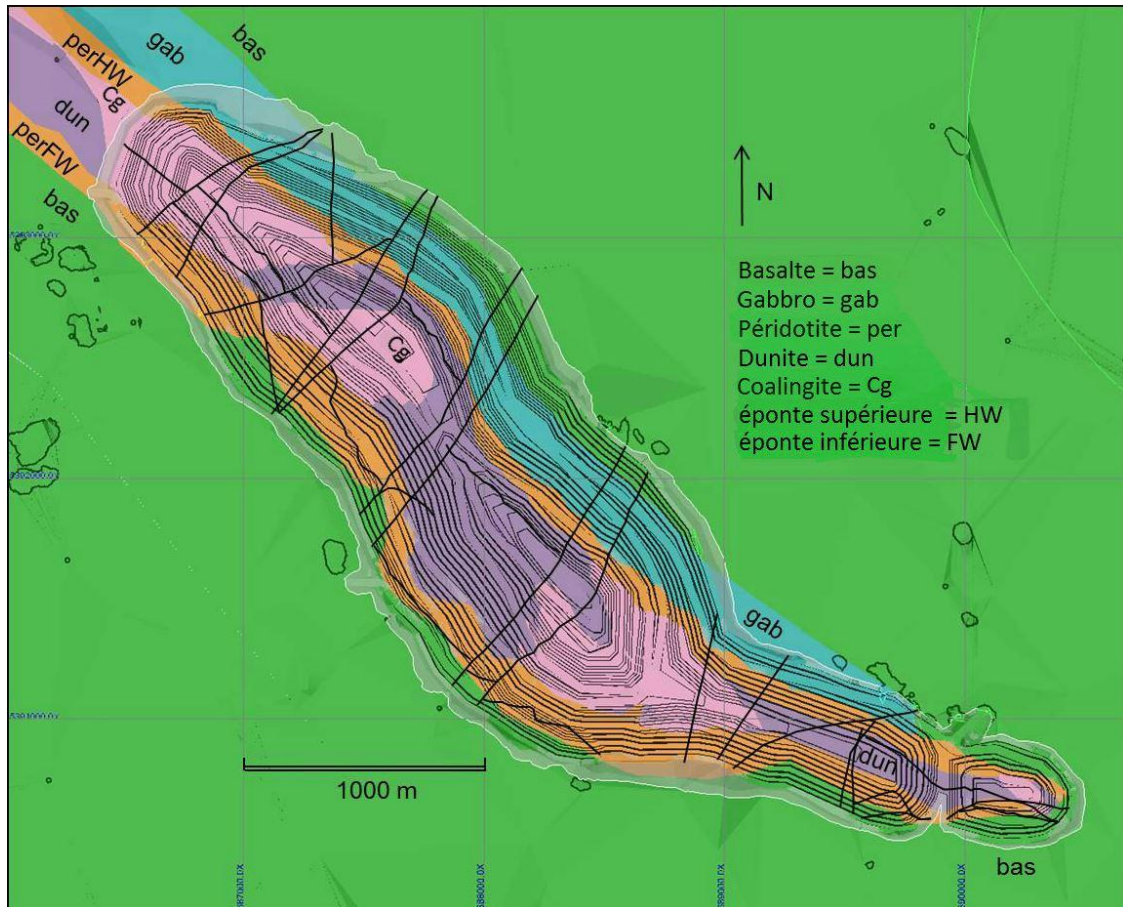 bas
gab
perHW
Cg
dun
perFW
bas
N
Basalte = bas
Gabbro = gab
Péridotite = per
Dunite = dun
Coalingite = Cg
éponte supérieure = HW
éponte inférieure = FW
Cg
gab
dun
1000 m
bas